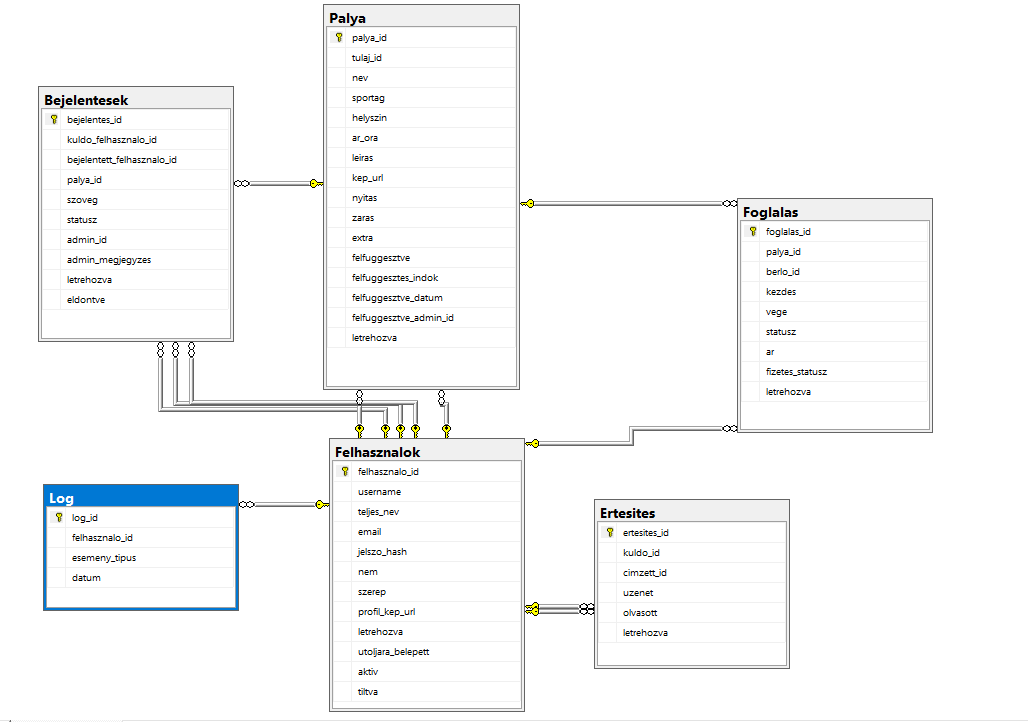 Palya
palya_id
tulaj_id
nev
sportag
helyszin
ar_ora
leiras
kep_url
nyitas
zaras
extra
felfuggesztve
felfuggesztes_indok
felfuggesztve_datum
felfuggesztve_admin_id
letrehozva
Bejelentesek
bejelentes_id
kuldo_felhasznalo_id
bejelentett_felhasznalo_id
palya_id
szoveg
statusz
admin_id
admin_megjegyzes
letrehozva
eldontve
Foglalas
foglalas_id
palya_id
berlo_id
kezdes
vege
statusz
ar
fizetes_statusz
letrehozva
Felhasznalok
felhasznalo_id
username
teljes_nev
email
jelszo_hash
nem
szerep
profil_kep_url
letrehozva
utoljara_belepett
aktiv
tiltva
Log
log_id
felhasznalo_id
esemeny_tipus
datum
Ertesites
ertesites_id
kuldo_id
cimzett_id
uzenet
olvasott
letrehozva